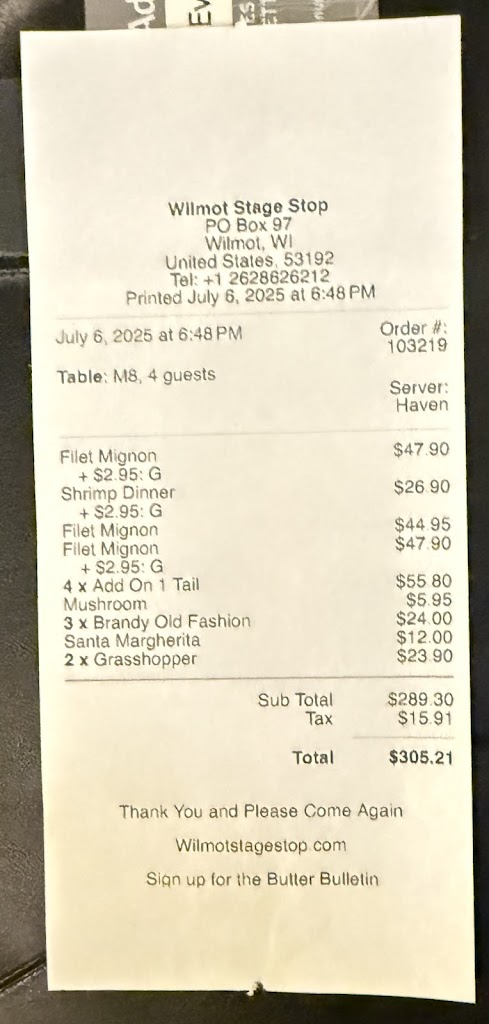 Ad
EV
Wilmot Stage Stop
PO Box 97
Wilmot, WI
United States, 53192
Tel: +1 2628626212
Printed July 6, 2025 at 6:48 PM
July 6, 2025 at 6:48 PM
Order #:
103219
Table: M8, 4 guests
Server:
Haven
Filet Mignon $47.90
+ $2.95: G
Shrimp Dinner $26.90
+ $2.95: G
Filet Mignon $44.95
Filet Mignon $47.90
+ $2.95: G
4 x Add On 1 Tail $55.80
Mushroom $5.95
3 x Brandy Old Fashion $24.00
Santa Margherita $12.00
2 x Grasshopper $23.90
Sub Total $289.30
Tax $15.91
Total $305.21
Thank You and Please Come Again
Wilmotstagestop.com
Sign up for the Butter Bulletin